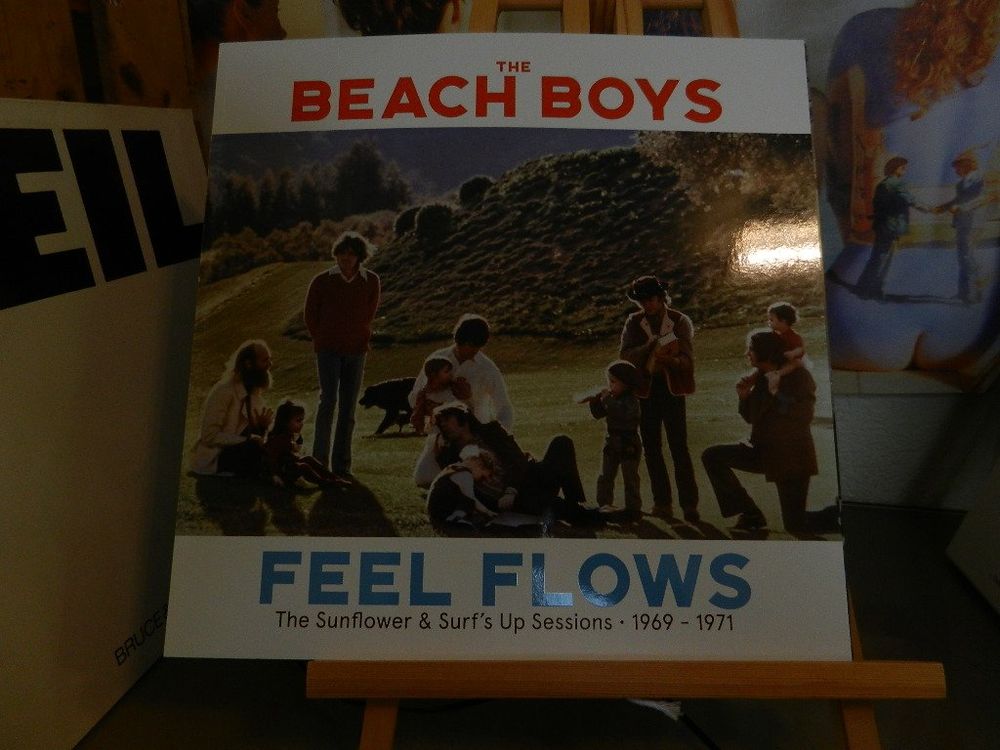 THE
BEACH BOYS
EIL
FEEL FLOWS
The Sunflower & Surf's Up Sessions • 1969 - 1971
BRUCE